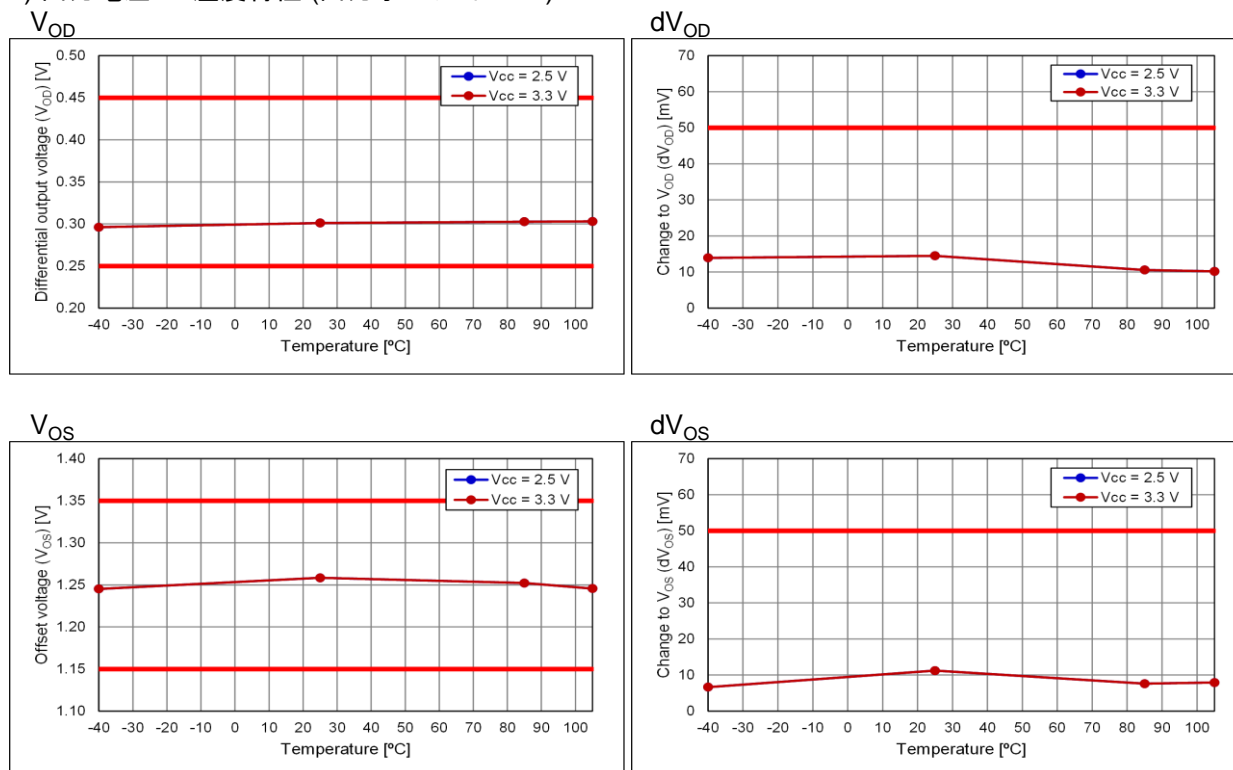 V_OD
0.50
0.45
0.40
0.35
0.30
0.25
0.20
Differential output voltage (V_OD) [V]
Vcc = 2.5 V
Vcc = 3.3 V
-40 -30 -20 -10 0 10 20 30 40 50 60 70 80 90 100
Temperature [°C]
dV_OD
70
60
50
40
30
20
10
0
Change to V_OD (dV_OD) [mV]
Vcc = 2.5 V
Vcc = 3.3 V
-40 -30 -20 -10 0 10 20 30 40 50 60 70 80 90 100
Temperature [°C]
V_OS
1.40
1.35
1.30
1.25
1.20
1.15
1.10
Offset voltage (V_OS) [V]
Vcc = 2.5 V
Vcc = 3.3 V
-40 -30 -20 -10 0 10 20 30 40 50 60 70 80 90 100
Temperature [°C]
dV_OS
70
60
50
40
30
20
10
0
Change to V_OS (dV_OS) [mV]
Vcc = 2.5 V
Vcc = 3.3 V
-40 -30 -20 -10 0 10 20 30 40 50 60 70 80 90 100
Temperature [°C]